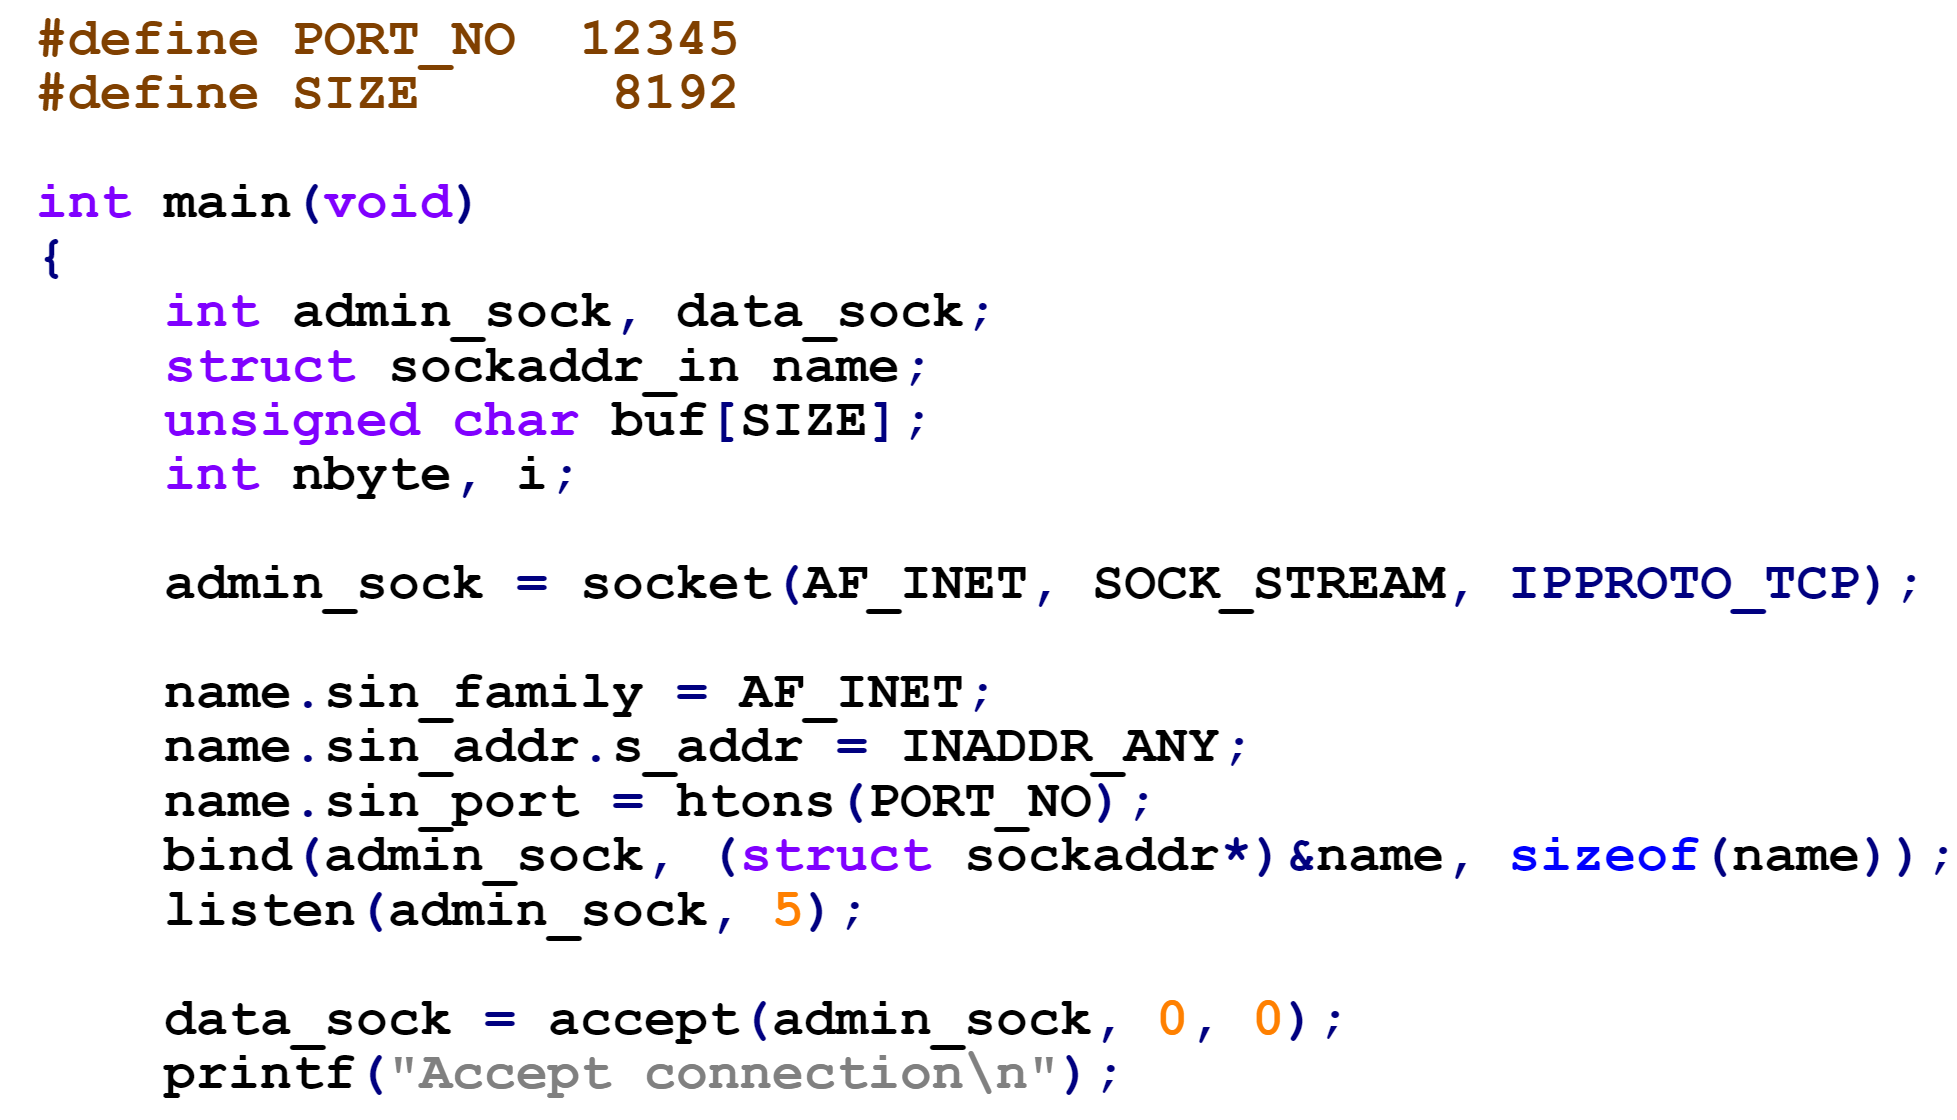 #define PORT_NO  12345
#define SIZE      8192

int main(void)
{
    int admin_sock, data_sock;
    struct sockaddr_in name;
    unsigned char buf[SIZE];
    int nbyte, i;

    admin_sock = socket(AF_INET, SOCK_STREAM, IPPROTO_TCP);

    name.sin_family = AF_INET;
    name.sin_addr.s_addr = INADDR_ANY;
    name.sin_port = htons(PORT_NO);
    bind(admin_sock, (struct sockaddr*)&name, sizeof(name));
    listen(admin_sock, 5);

    data_sock = accept(admin_sock, 0, 0);
    printf("Accept connection\n");